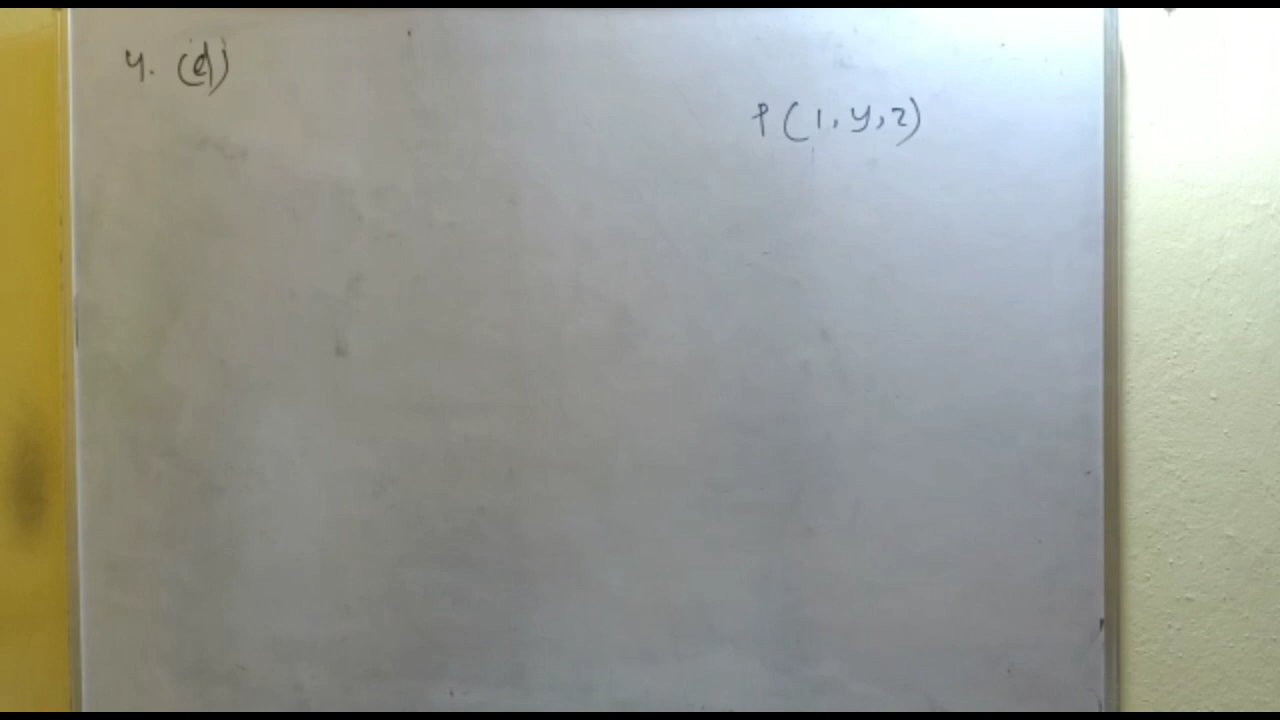 4. (d)
P(1, y, z)